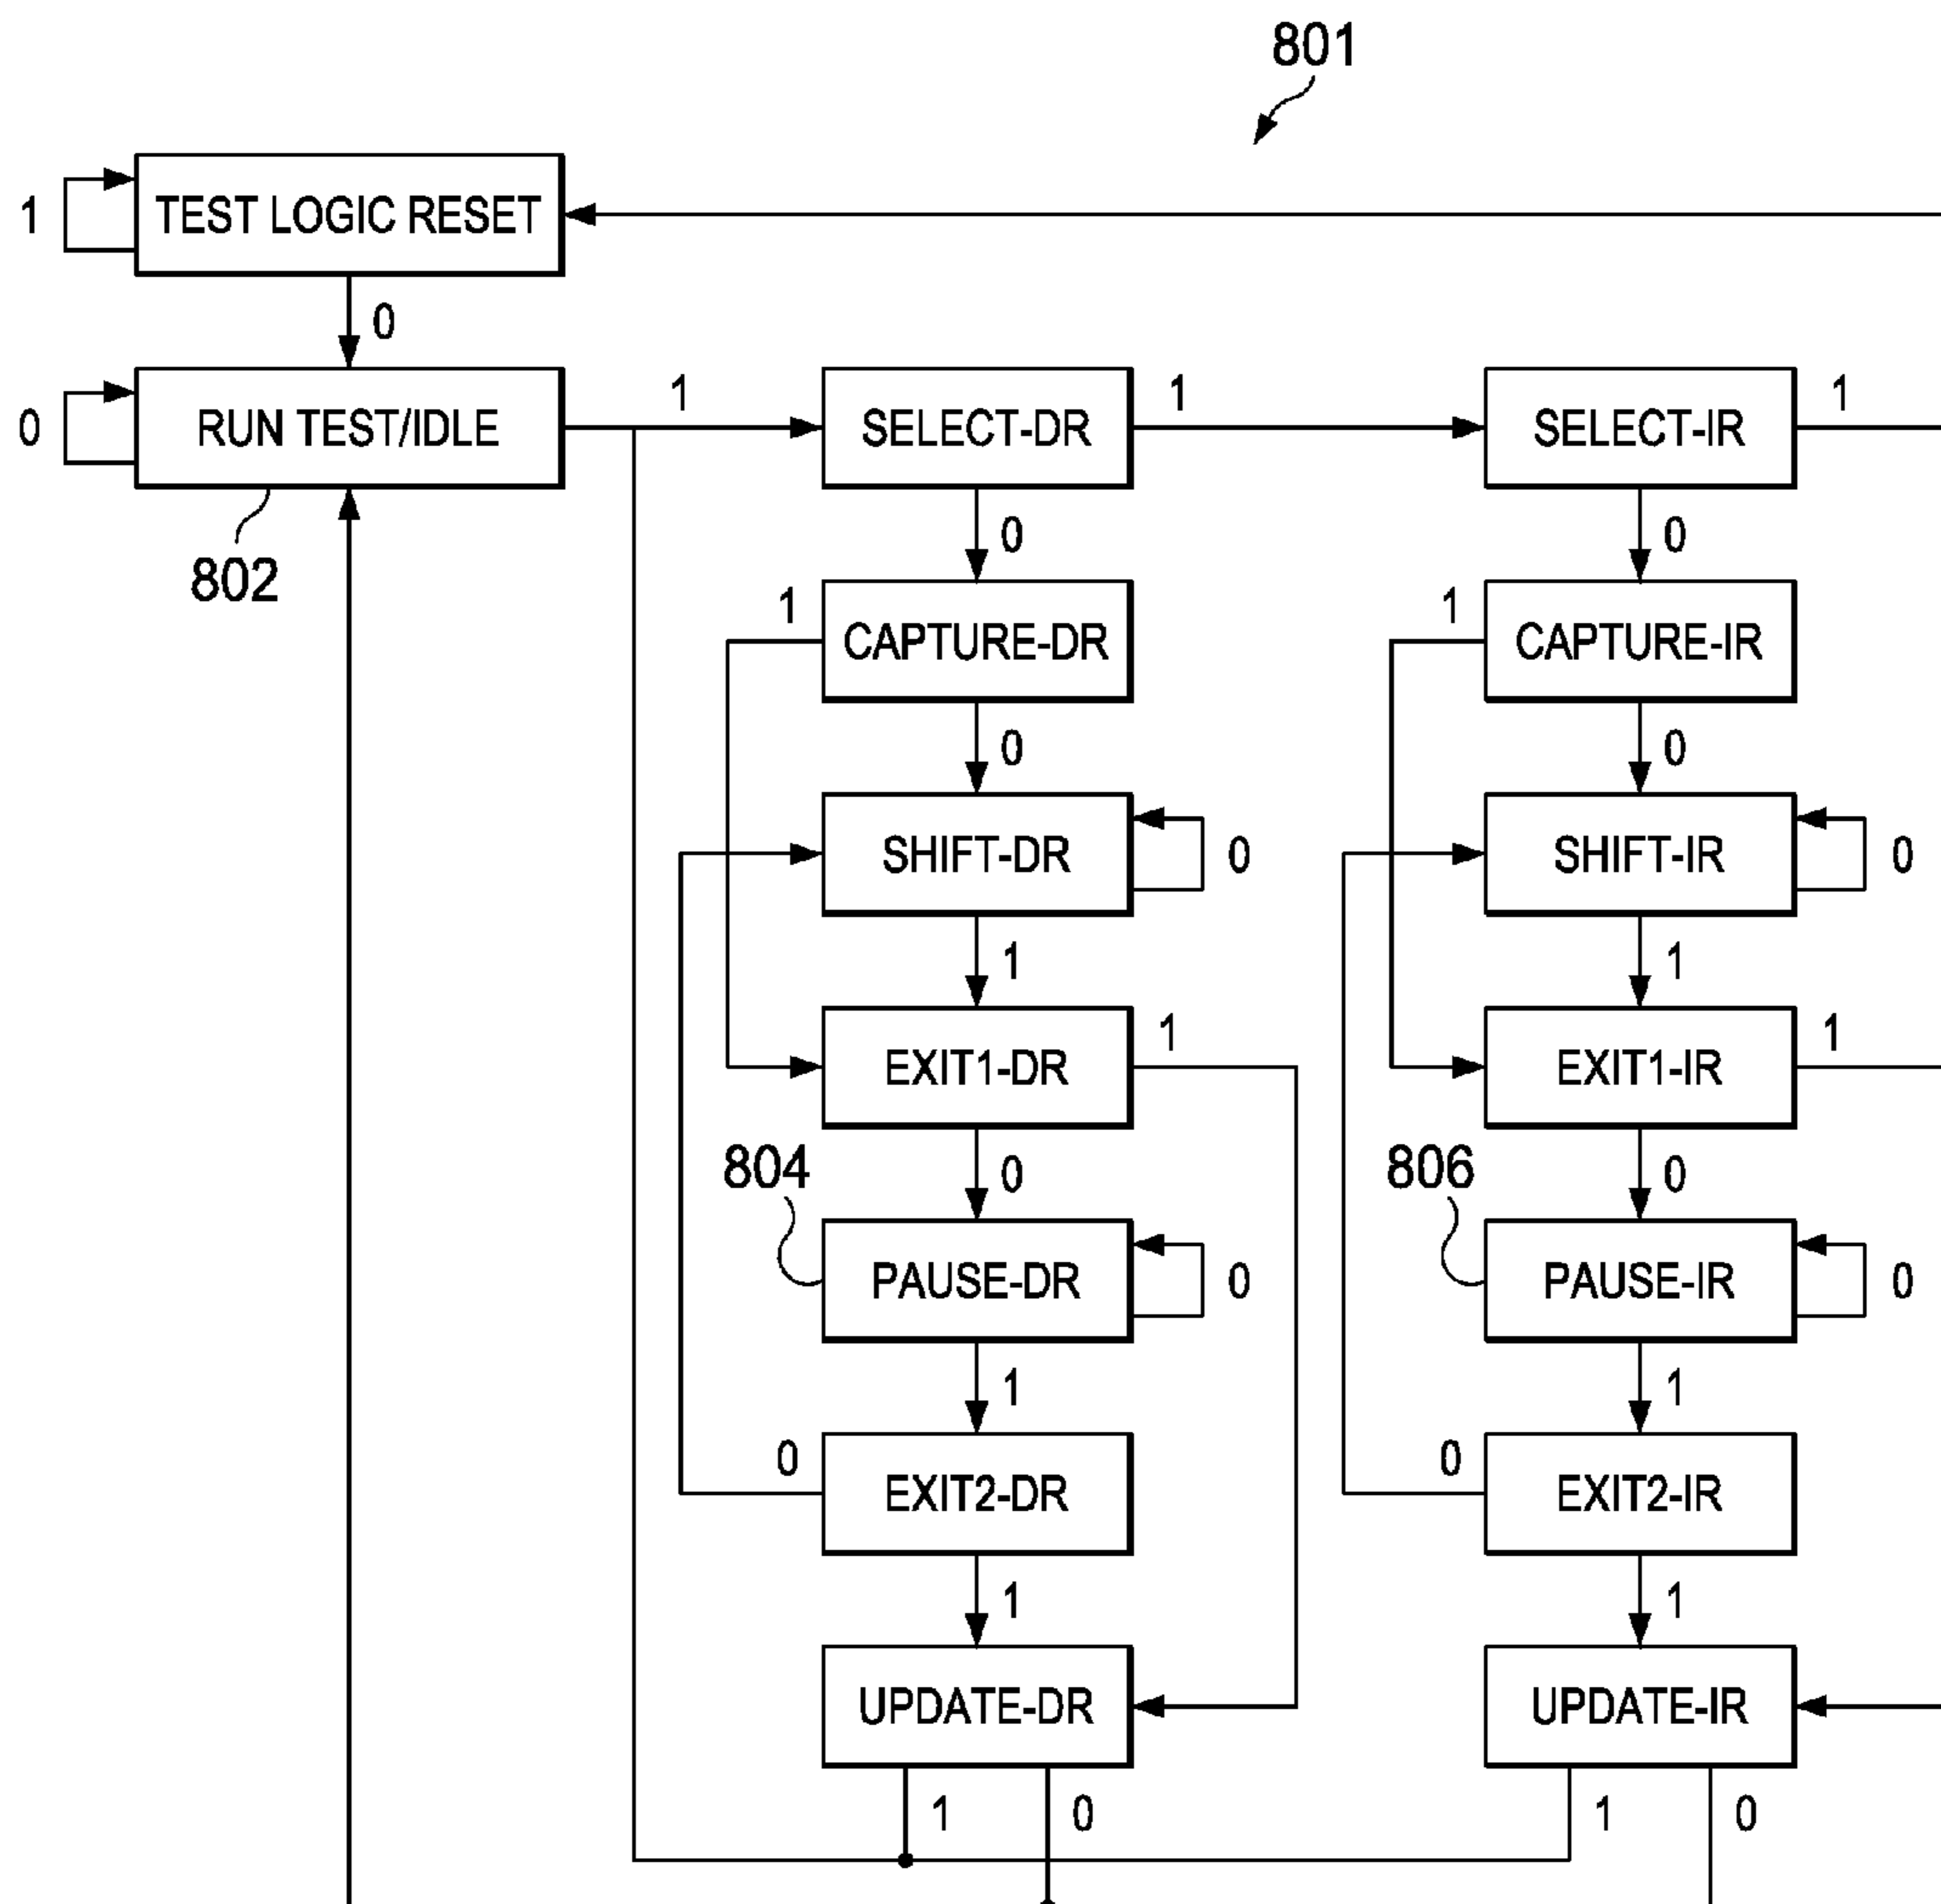 801
TEST LOGIC RESET
1
0
RUN TEST/IDLE
0
1
SELECT-DR
1
SELECT-IR
1
802
0
0
1
CAPTURE-DR
1
CAPTURE-IR
0
0
SHIFT-DR
0
SHIFT-IR
0
1
1
EXIT1-DR
1
EXIT1-IR
1
804
0
806
0
PAUSE-DR
0
PAUSE-IR
0
1
1
0
EXIT2-DR
0
EXIT2-IR
1
1
UPDATE-DR
UPDATE-IR
1
0
1
0